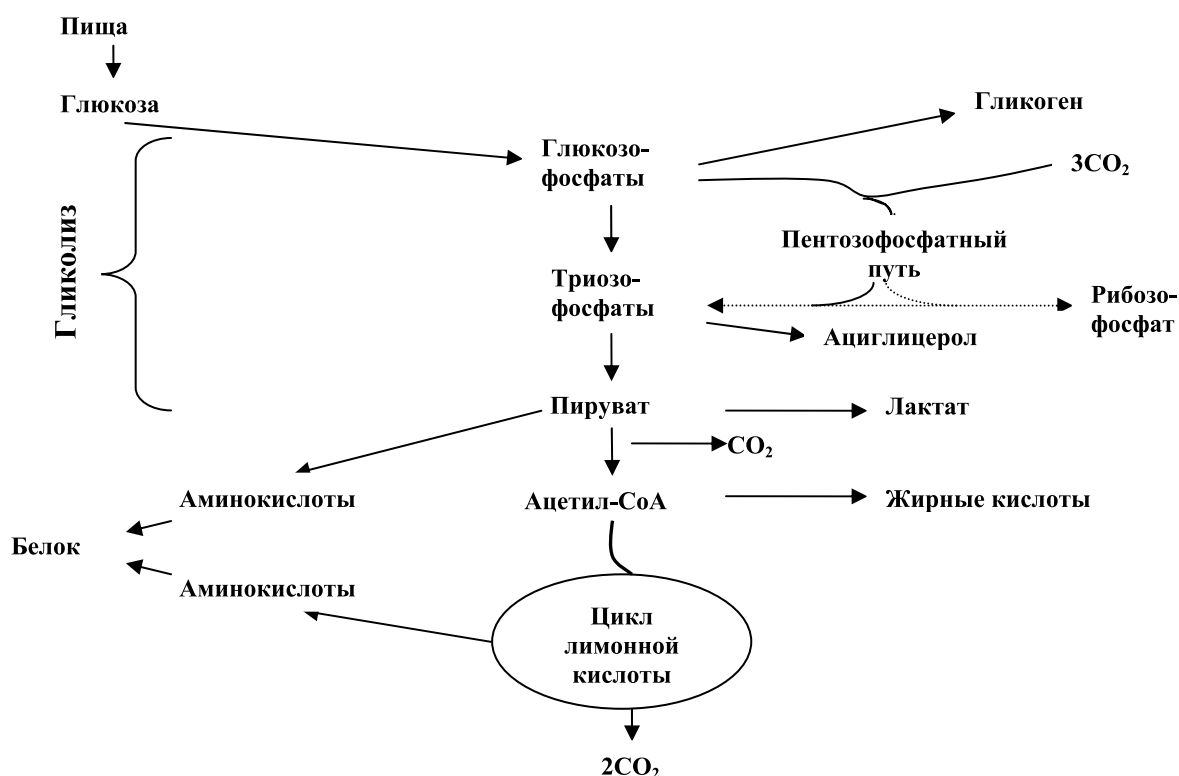 Пища
Глюкоза
Гликоген
Глюкозо-
фосфаты
3CO₂
Гликолиз
Пентозофосфатный
путь
Триозо-
фосфаты
Рибозо-
фосфат
Ациглицерол
Пируват
Лактат
CO₂
Аминокислоты
Ацетил-CoA
Жирные кислоты
Белок
Аминокислоты
Цикл
лимонной
кислоты
2CO₂